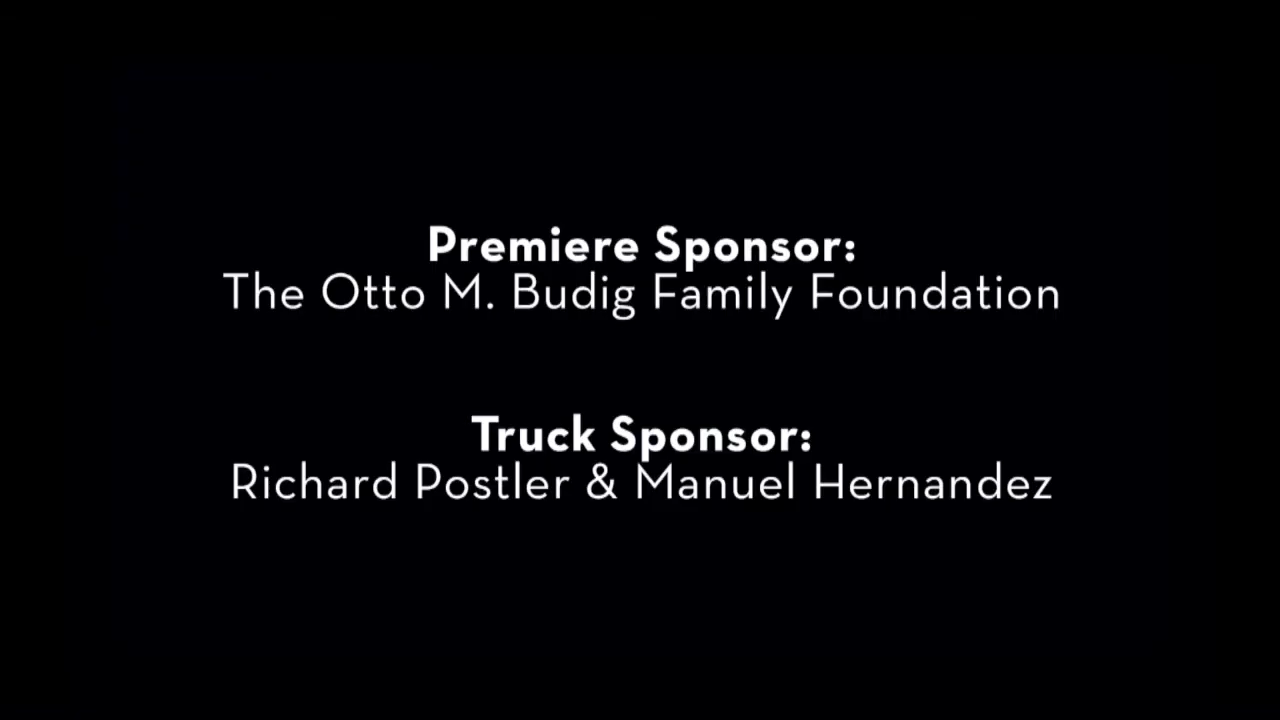 Premiere Sponsor:
The Otto M. Budig Family Foundation
Truck Sponsor:
Richard Postler & Manuel Hernandez